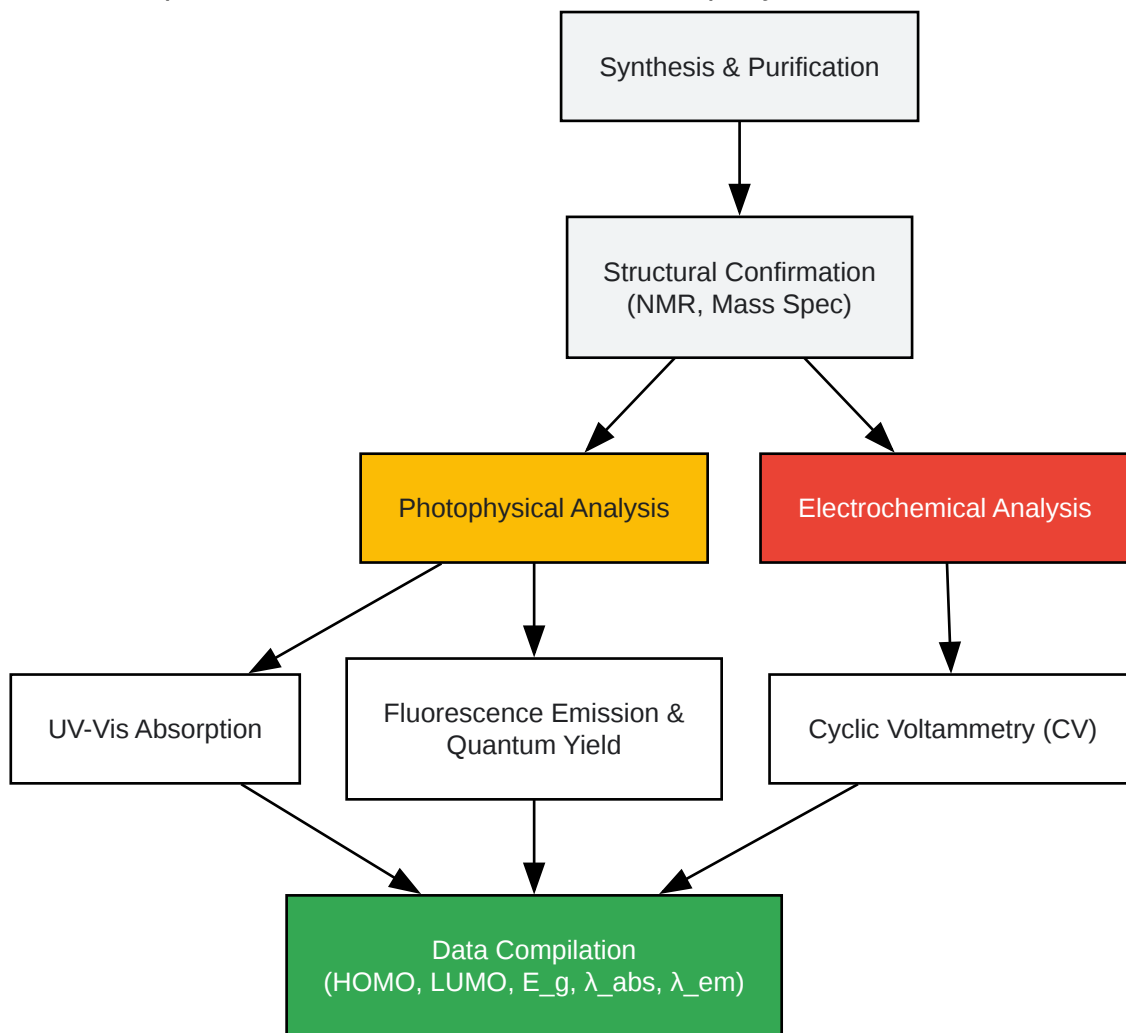 Synthesis & Purification
Structural Confirmation
(NMR, Mass Spec)
Photophysical Analysis
Electrochemical Analysis
UV-Vis Absorption
Fluorescence Emission &
Quantum Yield
Cyclic Voltammetry (CV)
Data Compilation
(HOMO, LUMO, E_g, λ_abs, λ_em)